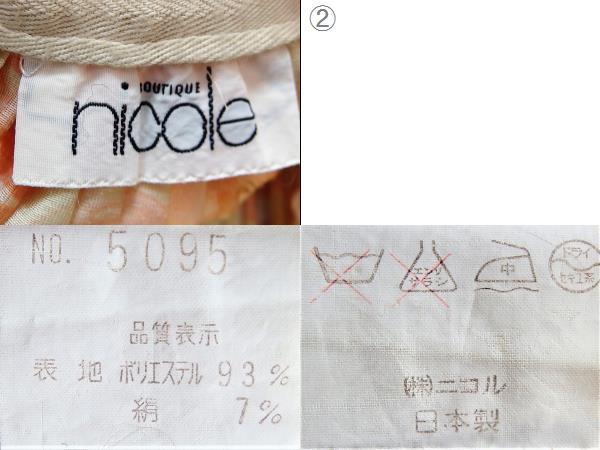 BOUTIQUE
nicole
②
NO. 5095
品質表示
表地 ポリエステル 93%
絹 7%
エンソ
サラシ
中
ドライ
セキユ系
(株)ニコル
日本製